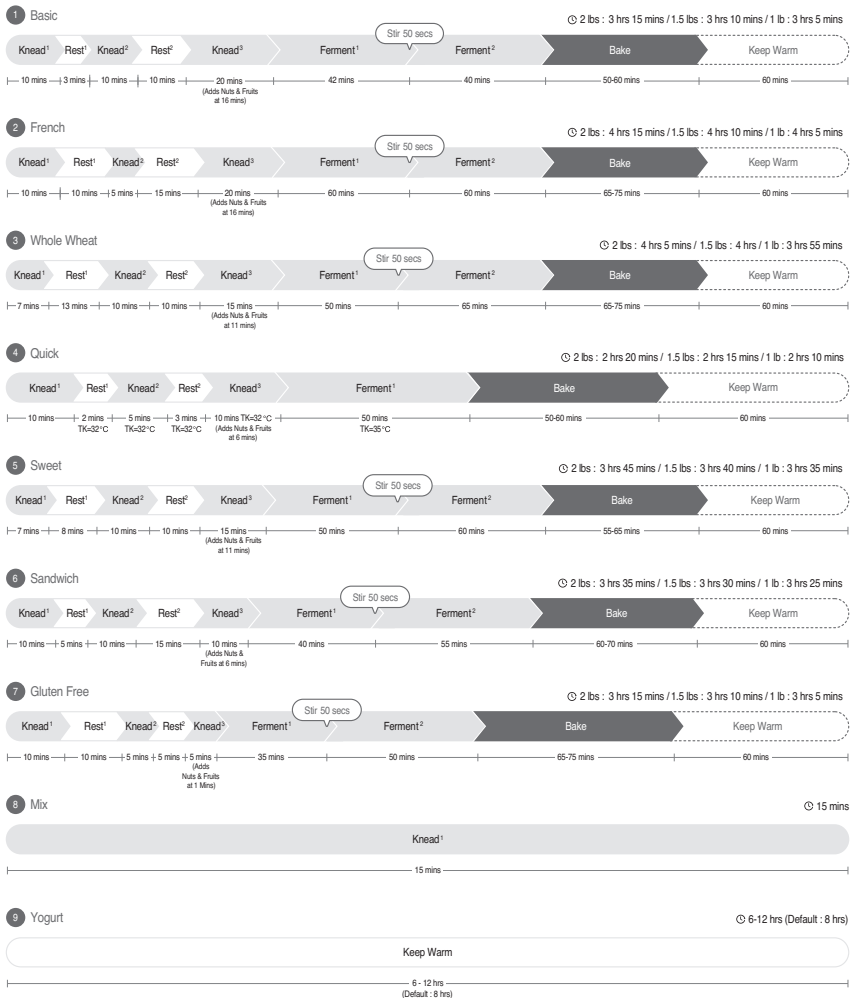 1 Basic
2 lbs : 3 hrs 15 mins / 1.5 lbs : 3 hrs 10 mins / 1 lb : 3 hrs 5 mins
Stir 50 secs
Knead¹ Rest¹ Knead² Rest² Knead³ Ferment¹ Ferment² Bake Keep Warm
10 mins 3 mins 10 mins 10 mins 20 mins 42 mins 40 mins 50-60 mins 60 mins
(Adds Nuts & Fruits
at 16 mins)
2 French
2 lbs : 4 hrs 15 mins / 1.5 lbs : 4 hrs 10 mins / 1 lb : 4 hrs 5 mins
Stir 50 secs
Knead¹ Rest¹ Knead² Rest² Knead³ Ferment¹ Ferment² Bake Keep Warm
10 mins 10 mins 5 mins 15 mins 20 mins 60 mins 60 mins 65-75 mins 60 mins
(Adds Nuts & Fruits
at 16 mins)
3 Whole Wheat
2 lbs : 4 hrs 5 mins / 1.5 lbs : 4 hrs / 1 lb : 3 hrs 55 mins
Stir 50 secs
Knead¹ Rest¹ Knead² Rest² Knead³ Ferment¹ Ferment² Bake Keep Warm
7 mins 13 mins 10 mins 10 mins 15 mins 50 mins 65 mins 65-75 mins 60 mins
(Adds Nuts & Fruits
at 11 mins)
4 Quick
2 lbs : 2 hrs 20 mins / 1.5 lbs : 2 hrs 15 mins / 1 lb : 2 hrs 10 mins
Knead¹ Rest¹ Knead² Rest² Knead³ Ferment¹ Bake Keep Warm
10 mins 2 mins 5 mins 3 mins 10 mins TK=32°C 50 mins 50-60 mins 60 mins
TK=32°C TK=32°C TK=32°C (Adds Nuts & Fruits TK=35°C
at 6 mins)
5 Sweet
2 lbs : 3 hrs 45 mins / 1.5 lbs : 3 hrs 40 mins / 1 lb : 3 hrs 35 mins
Stir 50 secs
Knead¹ Rest¹ Knead² Rest² Knead³ Ferment¹ Ferment² Bake Keep Warm
7 mins 8 mins 10 mins 10 mins 15 mins 50 mins 60 mins 55-65 mins 60 mins
(Adds Nuts & Fruits
at 11 mins)
6 Sandwich
2 lbs : 3 hrs 35 mins / 1.5 lbs : 3 hrs 30 mins / 1 lb : 3 hrs 25 mins
Stir 50 secs
Knead¹ Rest¹ Knead² Rest² Knead³ Ferment¹ Ferment² Bake Keep Warm
10 mins 5 mins 10 mins 15 mins 10 mins 40 mins 55 mins 60-70 mins 60 mins
(Adds Nuts &
Fruits at 6 mins)
7 Gluten Free
2 lbs : 3 hrs 15 mins / 1.5 lbs : 3 hrs 10 mins / 1 lb : 3 hrs 5 mins
Stir 50 secs
Knead¹ Rest¹ Knead² Rest² Knead³ Ferment¹ Ferment² Bake Keep Warm
10 mins 10 mins 5 mins 5 mins 5 mins 35 mins 50 mins 65-75 mins 60 mins
(Adds
Nuts & Fruits
at 1 Mins)
8 Mix
15 mins
Knead¹
15 mins
9 Yogurt
6-12 hrs (Default : 8 hrs)
Keep Warm
6 - 12 hrs
(Default : 8 hrs)